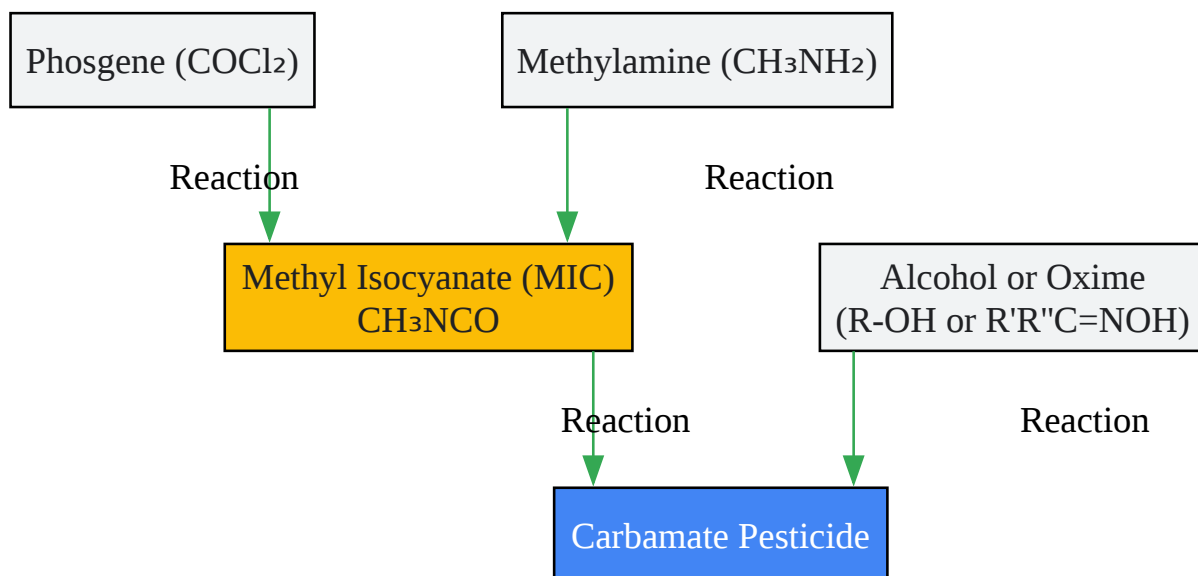 Phosgene (COCl₂)
Methylamine (CH₃NH₂)
Reaction
Reaction
Methyl Isocyanate (MIC)
CH₃NCO
Alcohol or Oxime
(R-OH or R'R"C=NOH)
Reaction
Reaction
Carbamate Pesticide